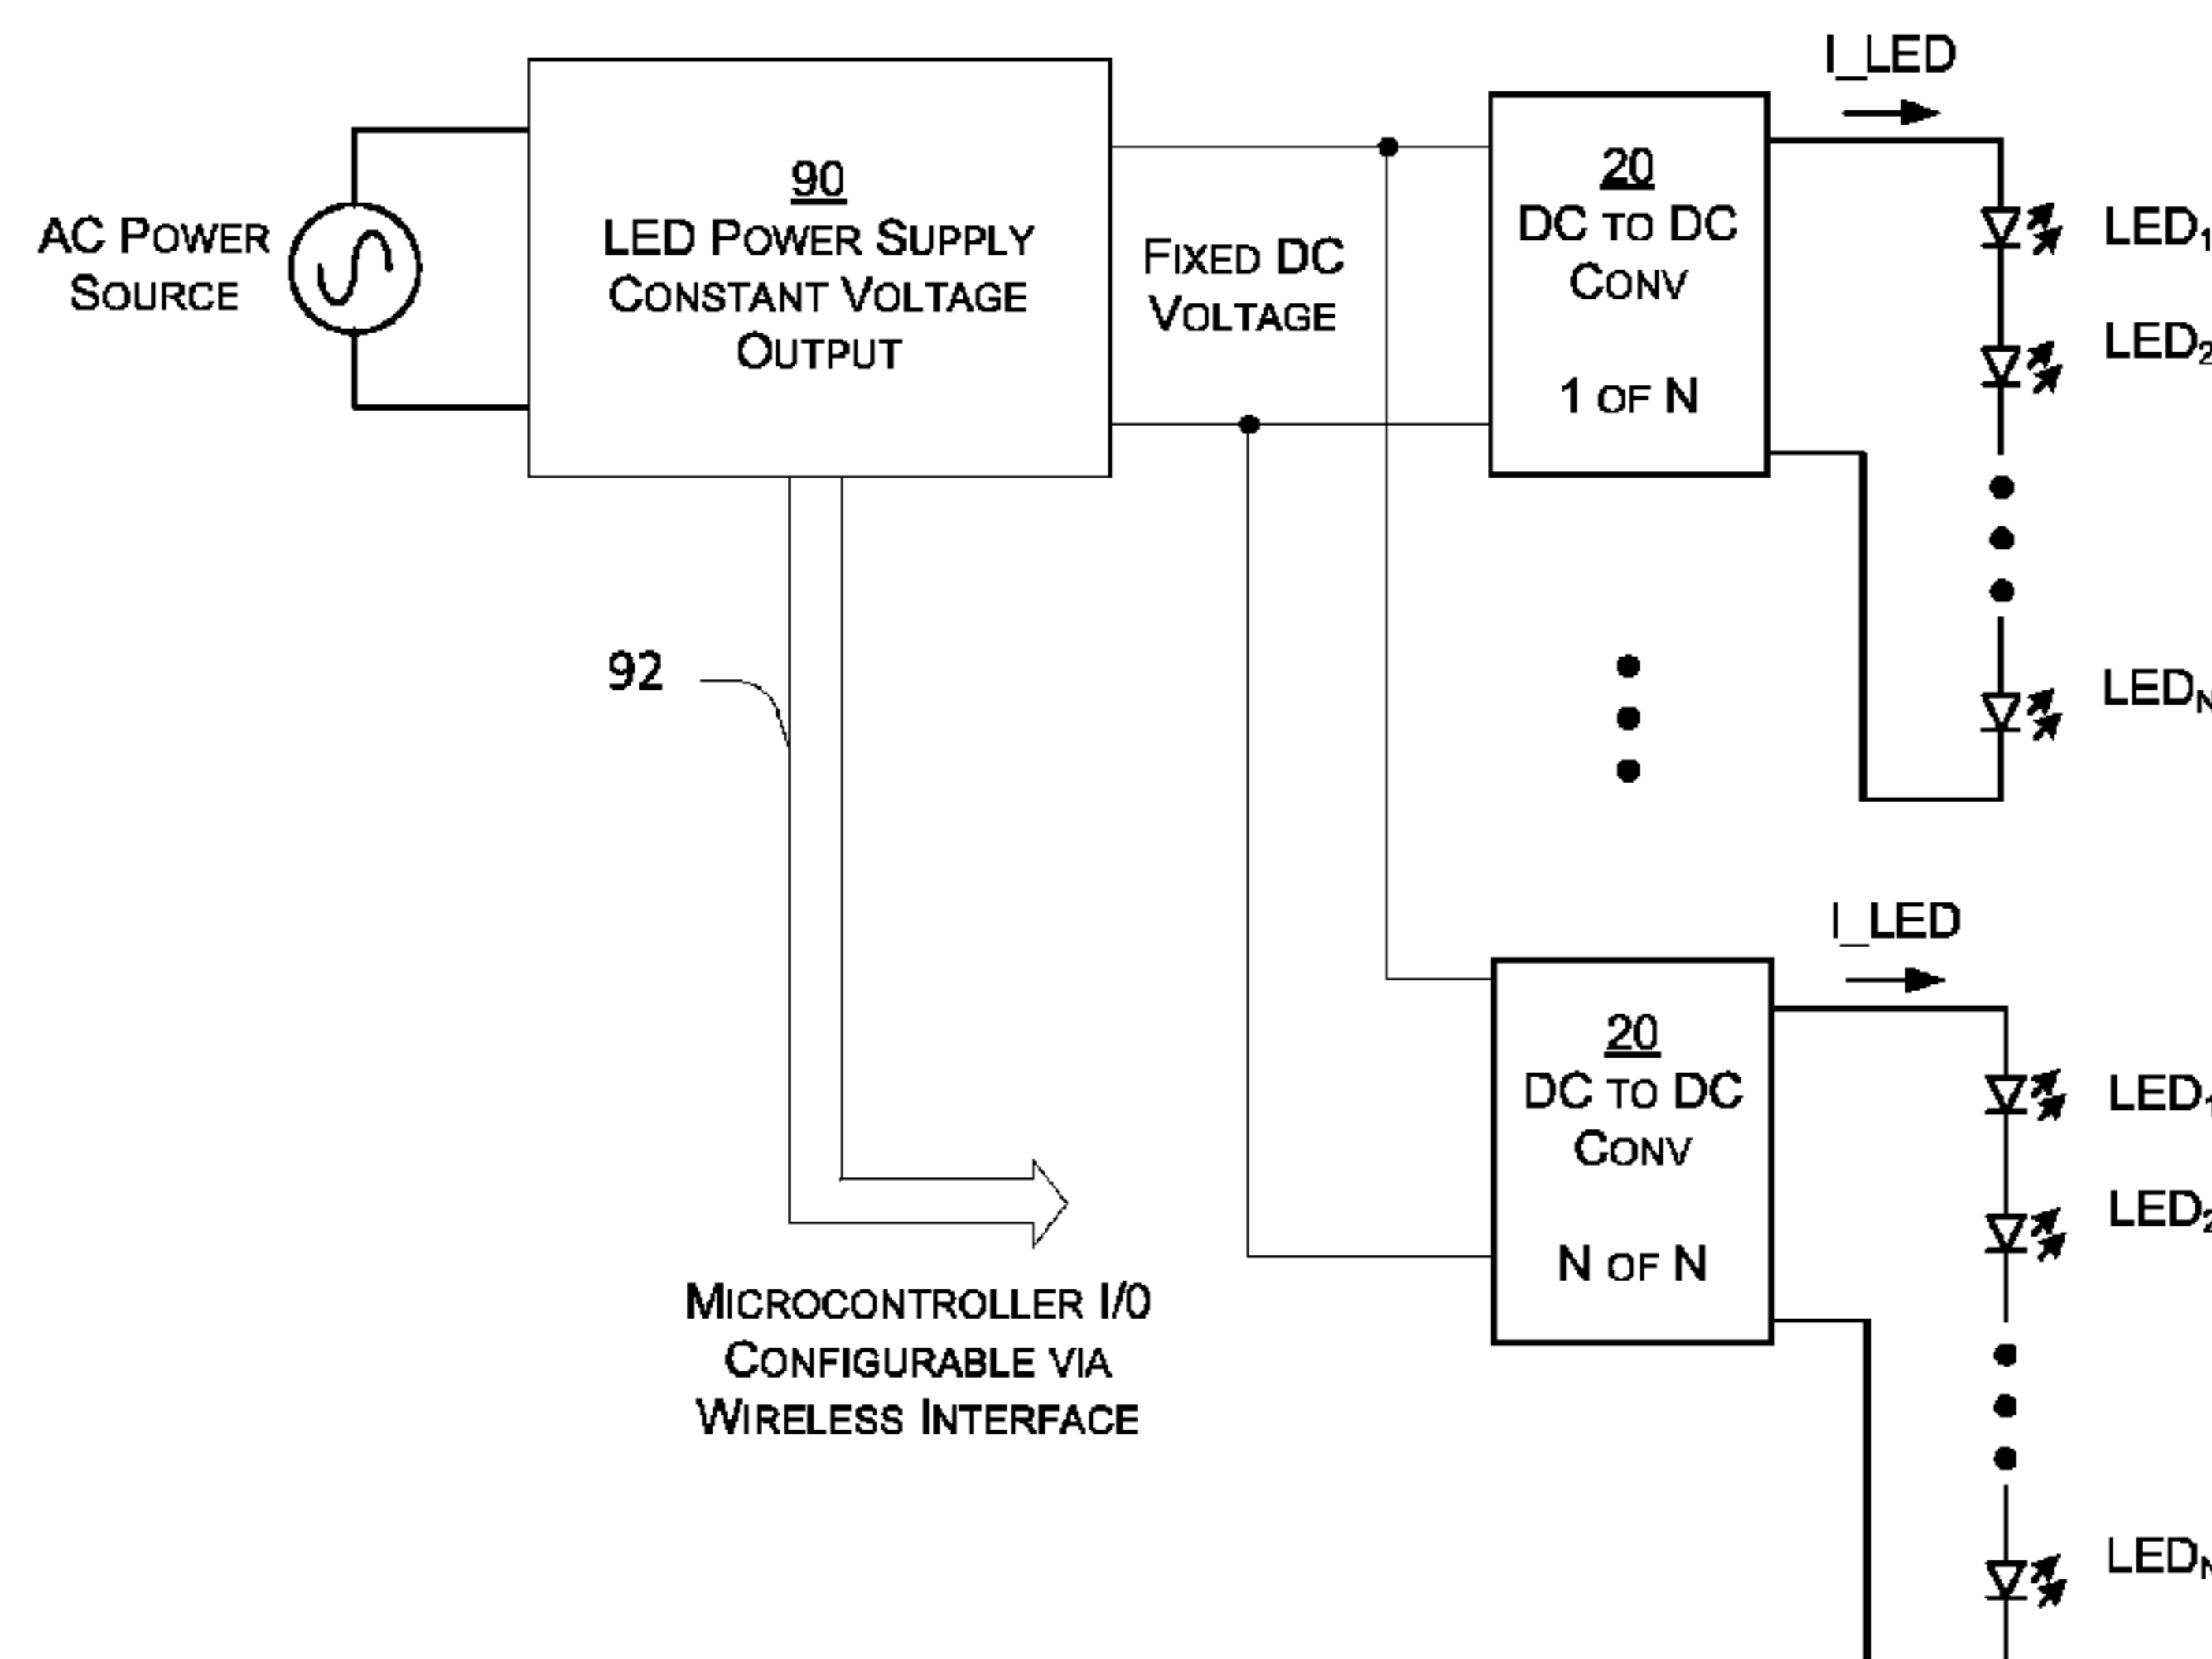 I_LED
90
LED POWER SUPPLY
CONSTANT VOLTAGE
OUTPUT
AC POWER
SOURCE
FIXED DC
VOLTAGE
20
DC TO DC
CONV
1 OF N
LED1
LED2
LEDN
92
I_LED
20
DC TO DC
CONV
N OF N
LED1
LED2
LEDN
MICROCONTROLLER I/0
CONFIGURABLE VIA
WIRELESS INTERFACE